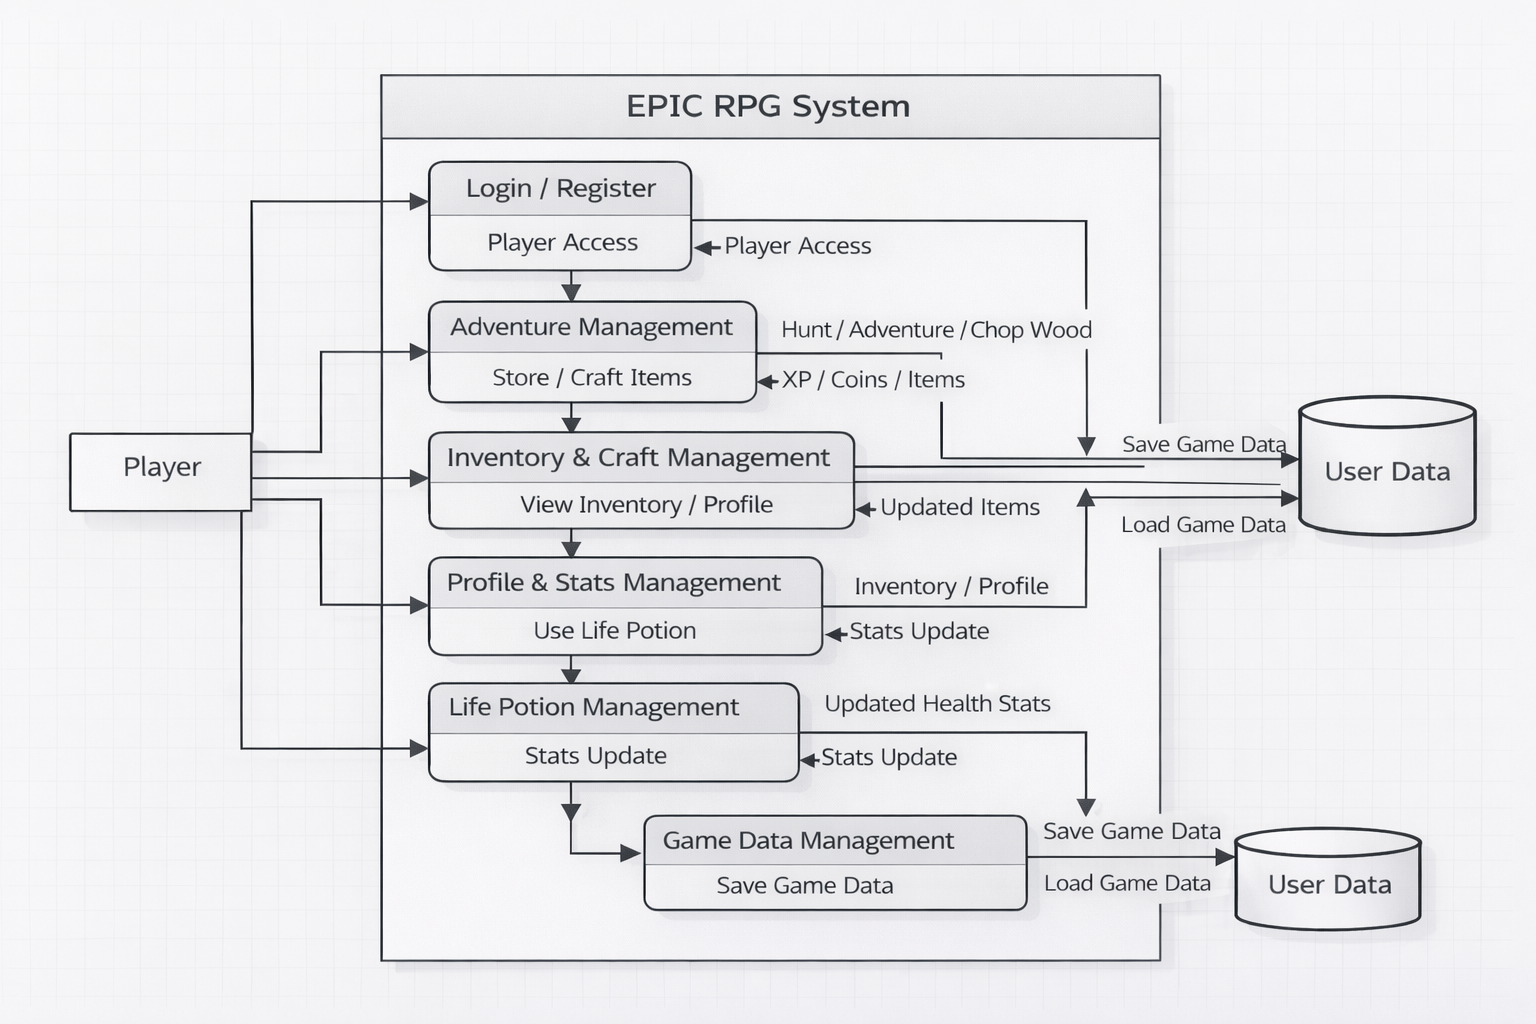 EPIC RPG System
Login / Register
Player Access
Player Access
Adventure Management
Hunt / Adventure / Chop Wood
Store / Craft Items
XP / Coins / Items
Player
Inventory & Craft Management
Save Game Data
User Data
View Inventory / Profile
Updated Items
Load Game Data
Profile & Stats Management
Inventory / Profile
Use Life Potion
Stats Update
Life Potion Management
Updated Health Stats
Stats Update
Stats Update
Game Data Management
Save Game Data
Save Game Data
Load Game Data
User Data